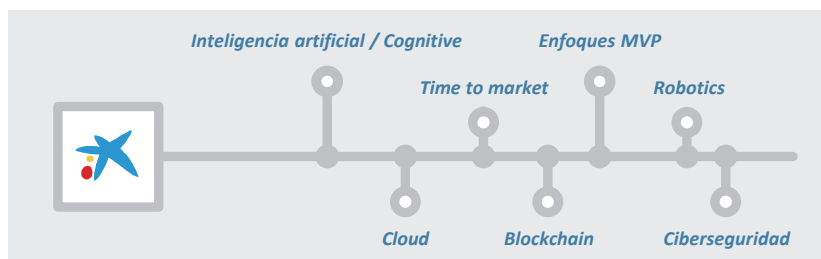 Inteligencia artificial / Cognitive
Enfoques MVP
Time to market
Robotics
Cloud
Blockchain
Ciberseguridad